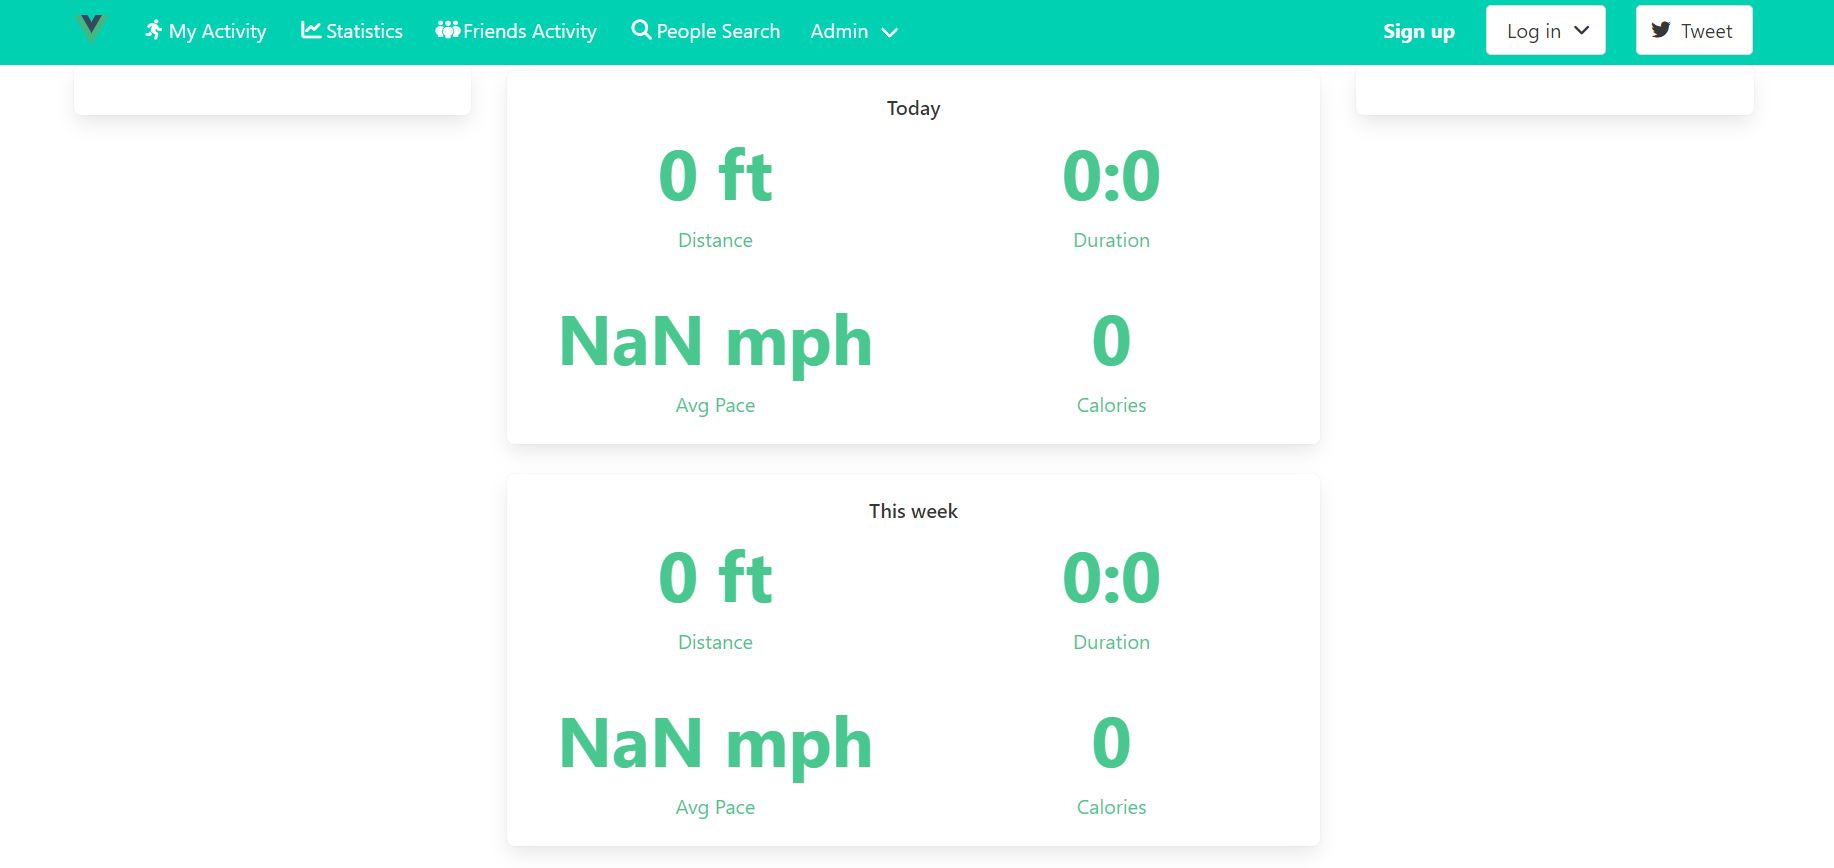 My Activity Statistics Friends Activity People Search Admin Sign up Log in Tweet
Today
0 ft 0:0
Distance Duration
NaN mph 0
Avg Pace Calories
This week
0 ft 0:0
Distance Duration
NaN mph 0
Avg Pace Calories